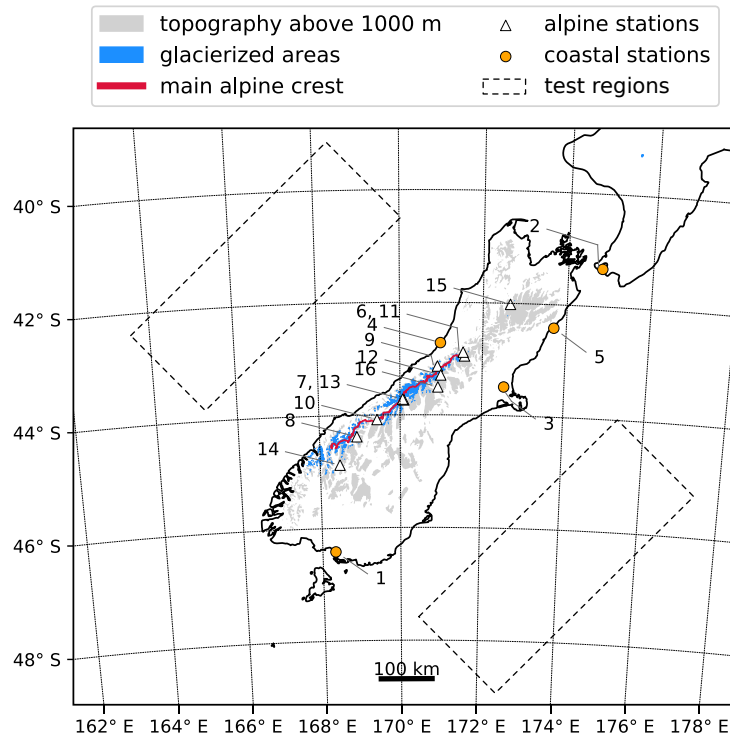 topography above 1000 m
glacierized areas
main alpine crest
alpine stations
coastal stations
test regions
40° S
42° S
44° S
46° S
48° S
2
15
6, 11
4
9
12
16
7, 13
10
8
14
5
3
1
100 km
162° E 164° E 166° E 168° E 170° E 172° E 174° E 176° E 178° E